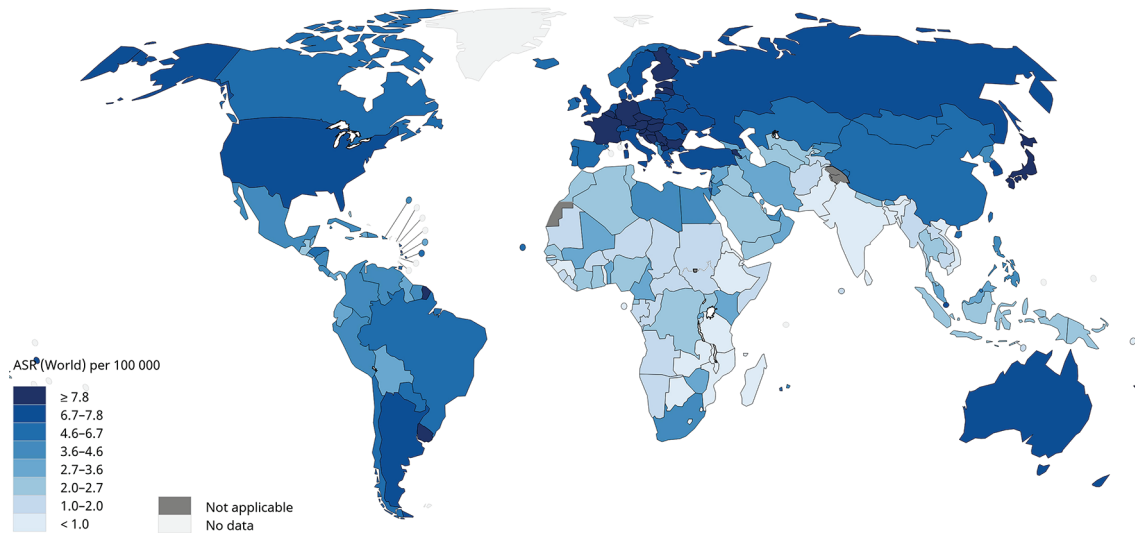 ASR (World) per 100 000
≥ 7.8
6.7–7.8
4.6–6.7
3.6–4.6
2.7–3.6
2.0–2.7
1.0–2.0
< 1.0
Not applicable
No data